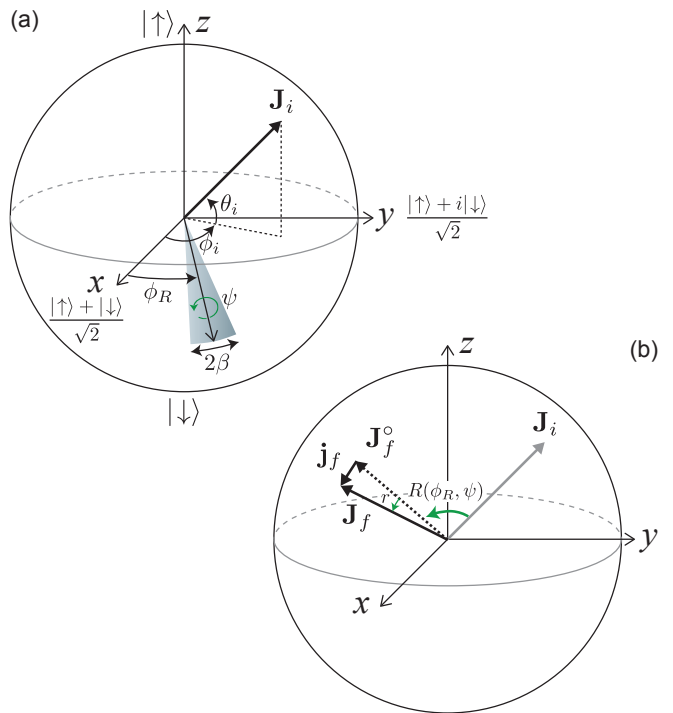 (a)
|↑⟩
z
J_i
θ_i
y
(|↑⟩ + i|↓⟩)/√2
ϕ_i
x
ϕ_R
(|↑⟩ + |↓⟩)/√2
ψ
2β
|↓⟩
(b)
z
J_i
J_f°
j_f
R(ϕ_R, ψ)
r
J_f
y
x